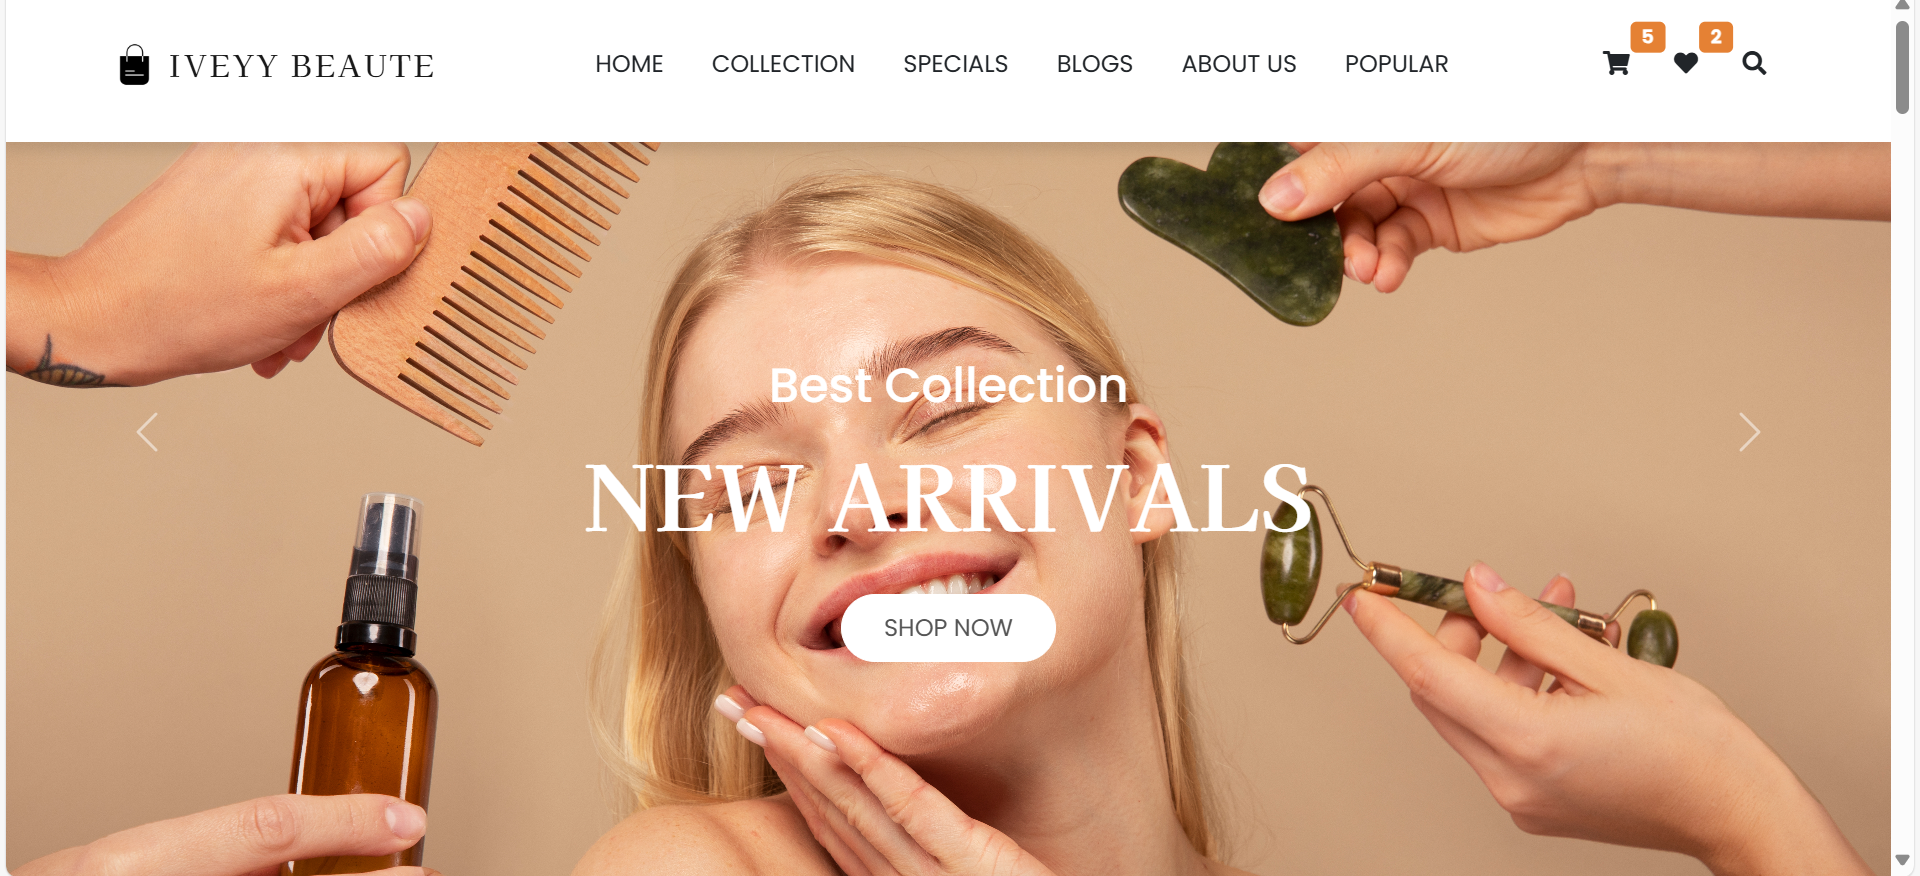 IVEYY BEAUTE
HOME COLLECTION SPECIALS BLOGS ABOUT US POPULAR
5 2
Best Collection
NEW ARRIVALS
SHOP NOW